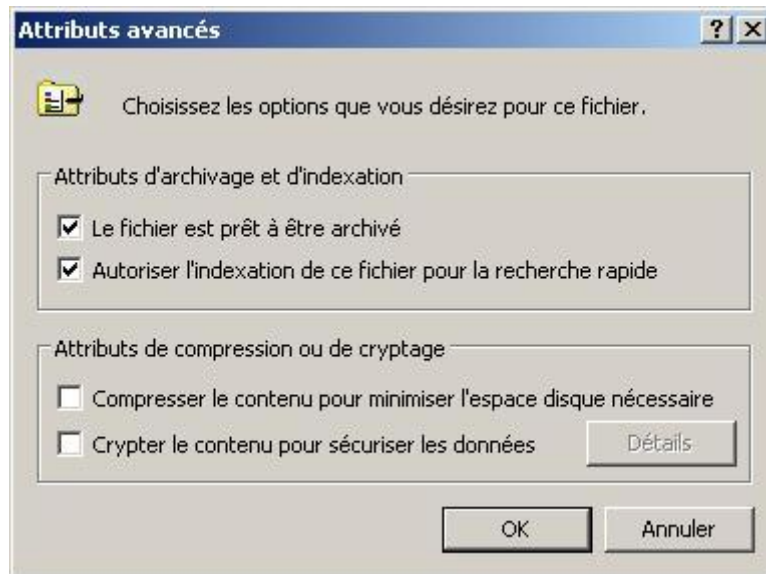 Attributs avancés
Choisissez les options que vous désirez pour ce fichier.
Attributs d'archivage et d'indexation
Le fichier est prêt à être archivé
Autoriser l'indexation de ce fichier pour la recherche rapide
Attributs de compression ou de cryptage
Compresser le contenu pour minimiser l'espace disque nécessaire
Crypter le contenu pour sécuriser les données Détails
OK Annuler